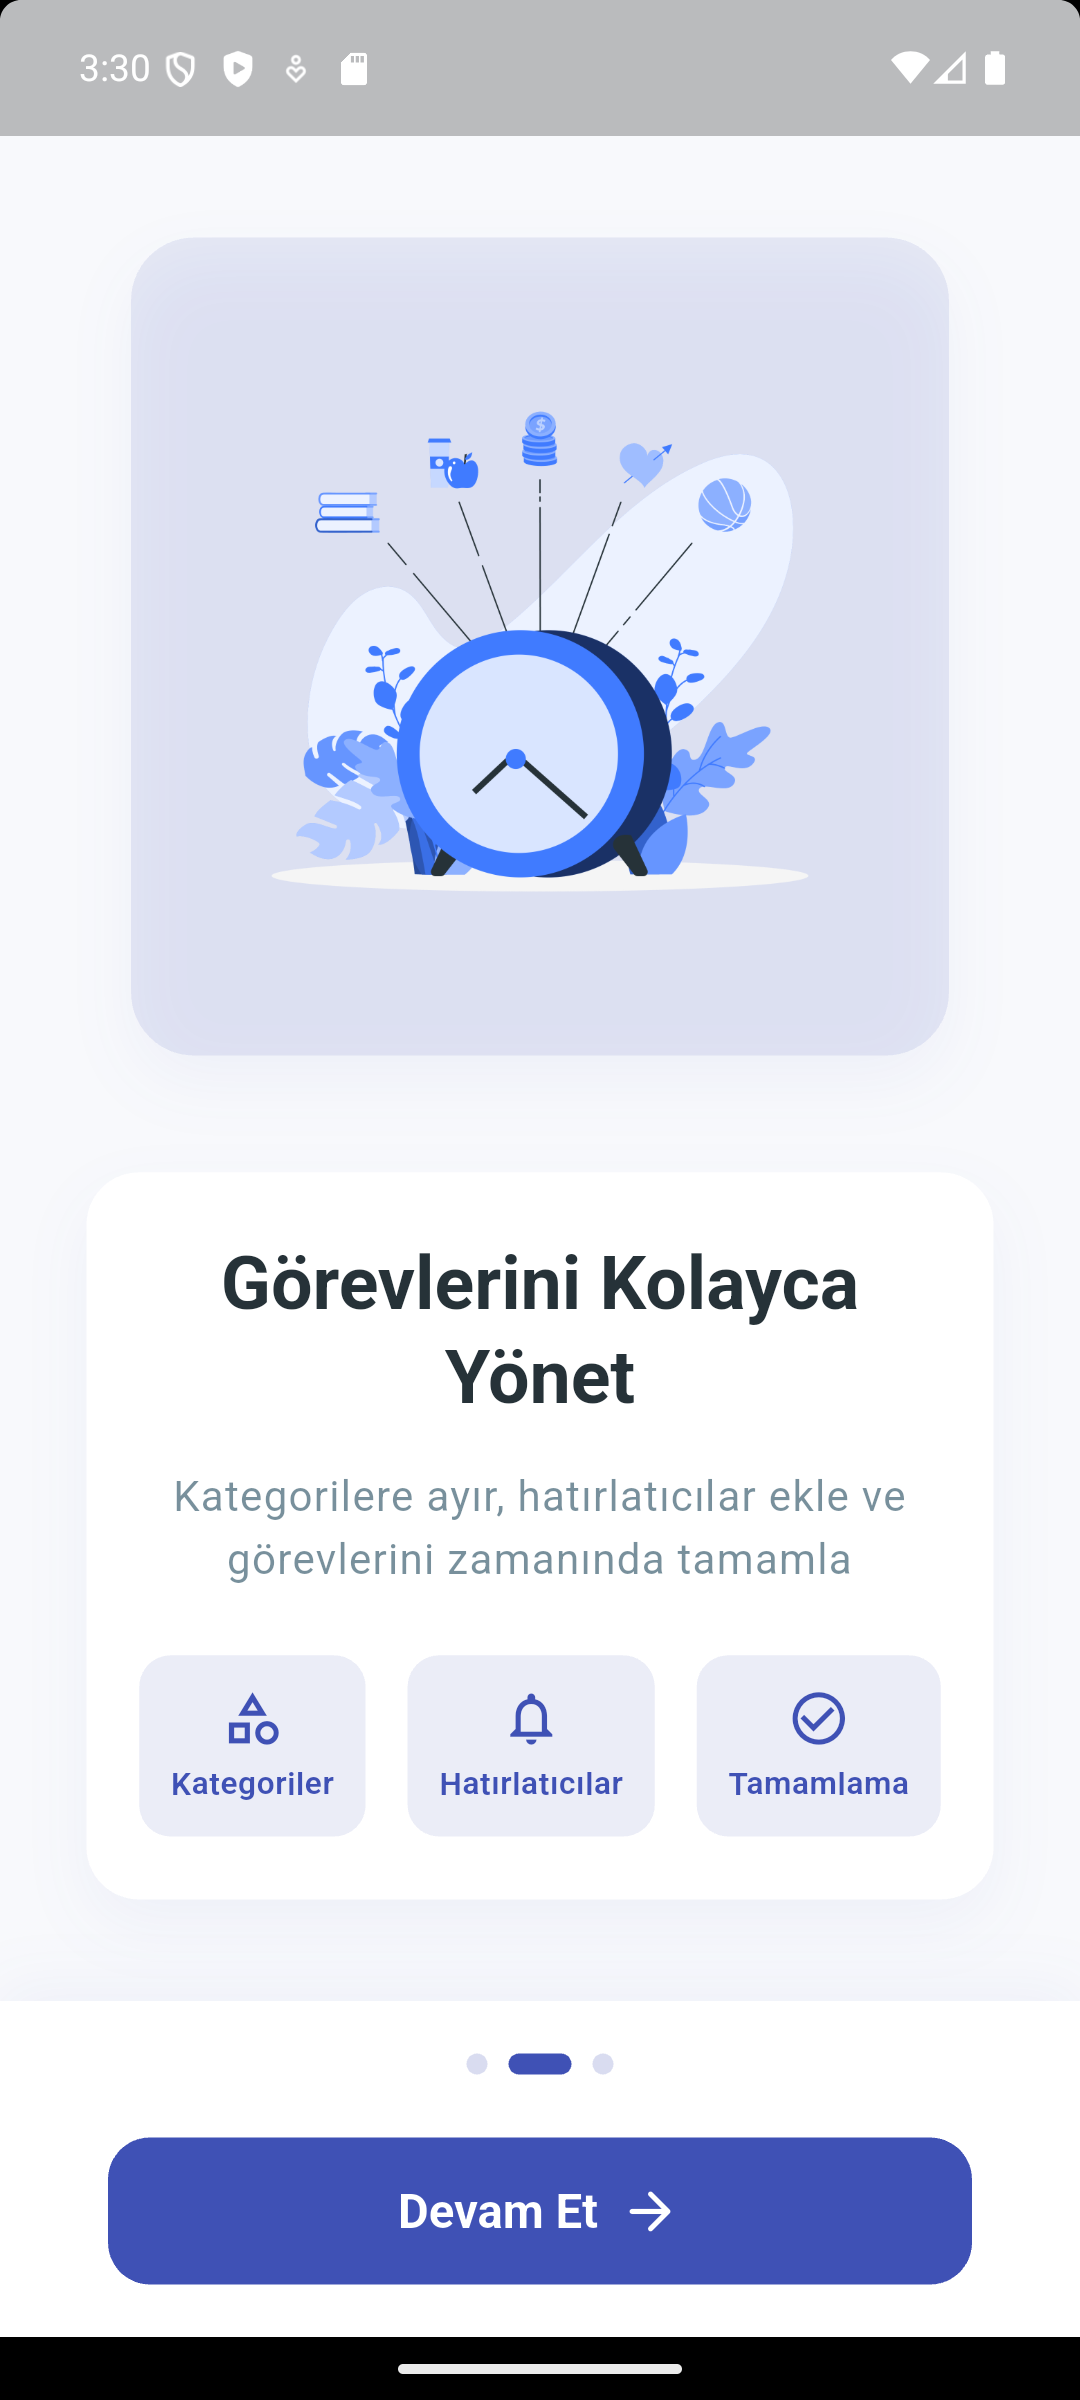 3:30
$
Görevlerini Kolayca
Yönet
Kategorilere ayır, hatırlatıcılar ekle ve
görevlerini zamanında tamamla
Kategoriler
Hatırlatıcılar
Tamamlama
Devam Et